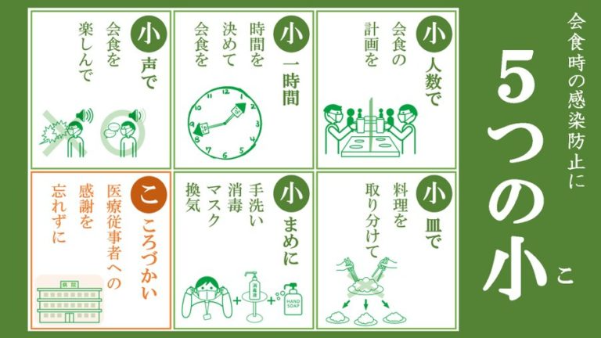 会食時の感染防止に
5つの小
こ
小人数で
会食の
計画を
小一時間
時間を
決めて
会食を
小声で
会食を
楽しんで
小皿で
料理を
取り分けて
小まめに
手洗い
消毒
マスク
換気
消毒液
HAND
SOAP
こころづかい
医療従事者への
感謝を
忘れずに
病院